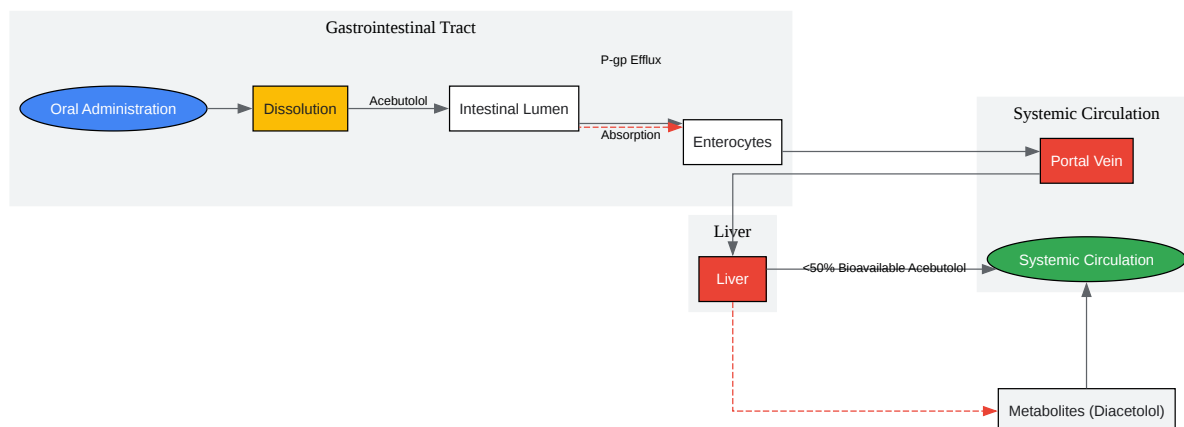 Gastrointestinal Tract
P-gp Efflux
Oral Administration
Dissolution
Acebutolol
Intestinal Lumen
Absorption
Enterocytes
Systemic Circulation
Portal Vein
Liver
Liver
<50% Bioavailable Acebutolol
Systemic Circulation
Metabolites (Diacetolol)